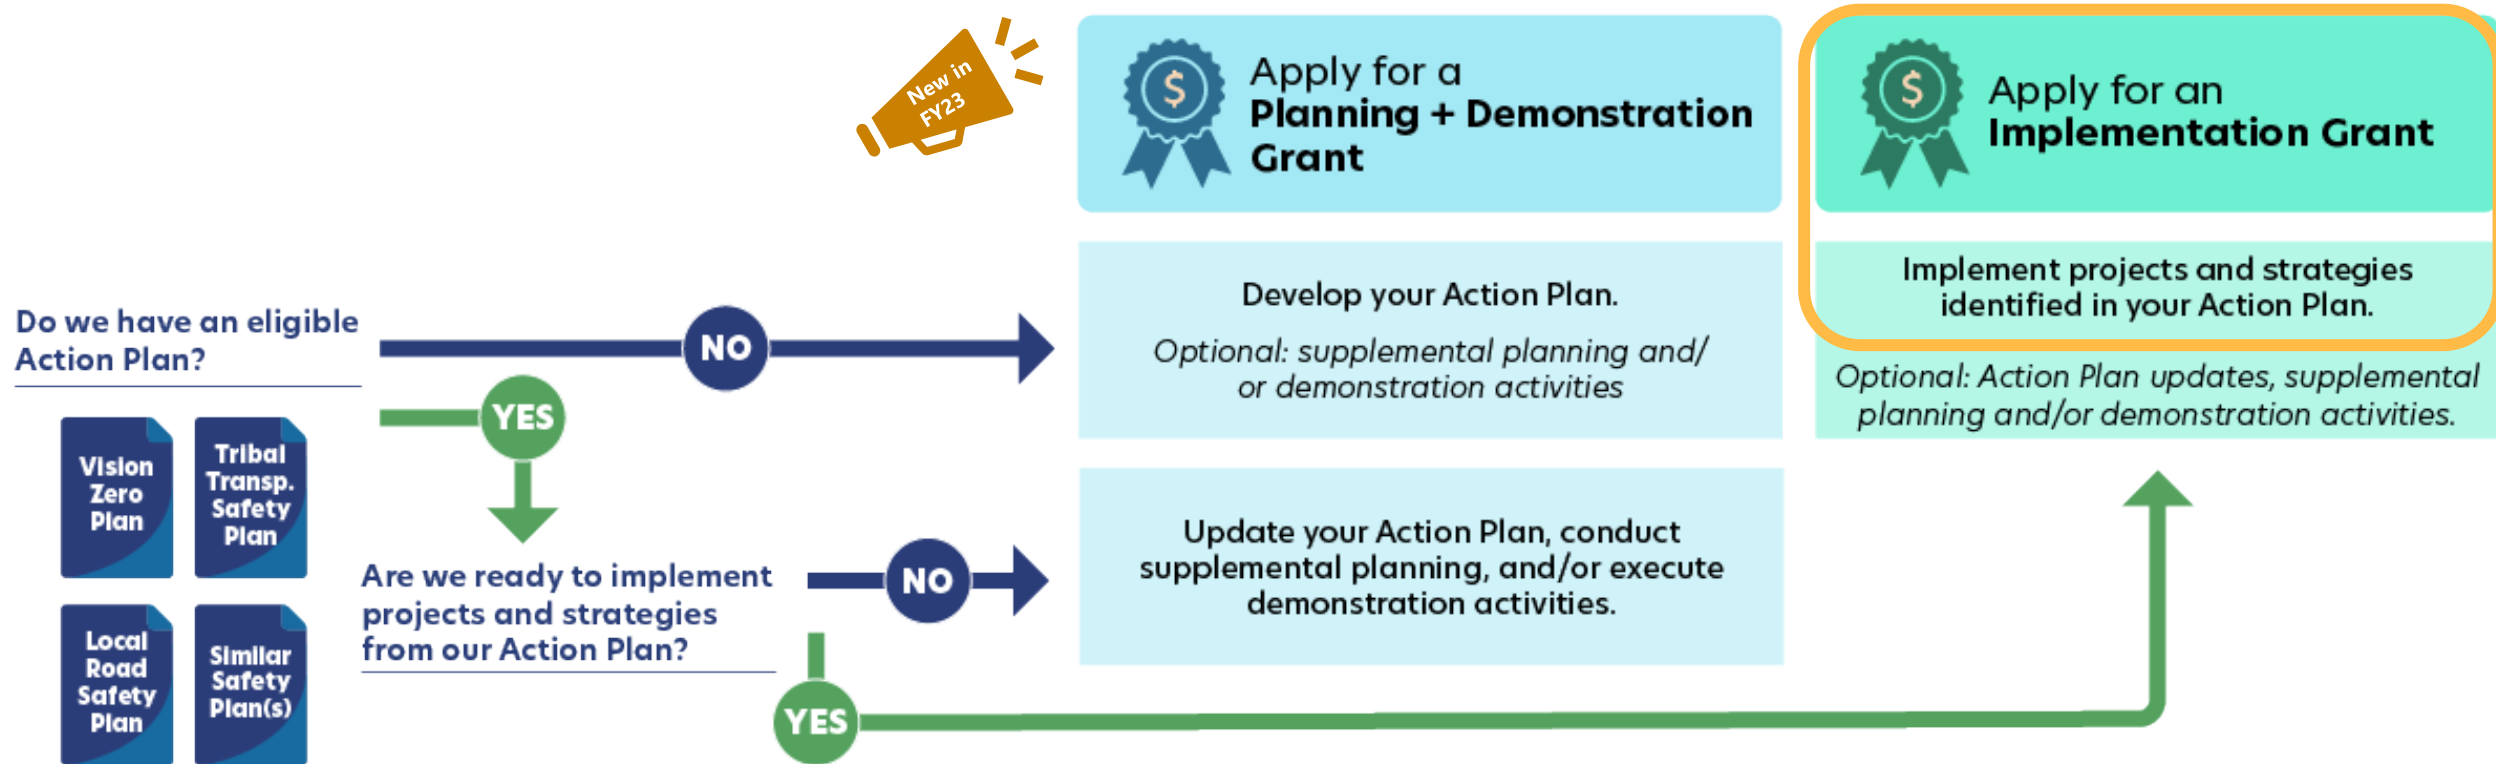 New in
FY23
Apply for a
Planning + Demonstration
Grant
Apply for an
Implementation Grant
Do we have an eligible
Action Plan?
NO
Develop your Action Plan.
Optional: supplemental planning and/
or demonstration activities
Implement projects and strategies
identified in your Action Plan.
Optional: Action Plan updates, supplemental
planning and/or demonstration activities.
YES
Vision
Zero
Plan
Tribal
Transp.
Safety
Plan
Local
Road
Safety
Plan
Similar
Safety
Plan(s)
Are we ready to implement
projects and strategies
from our Action Plan?
NO
Update your Action Plan, conduct
supplemental planning, and/or execute
demonstration activities.
YES